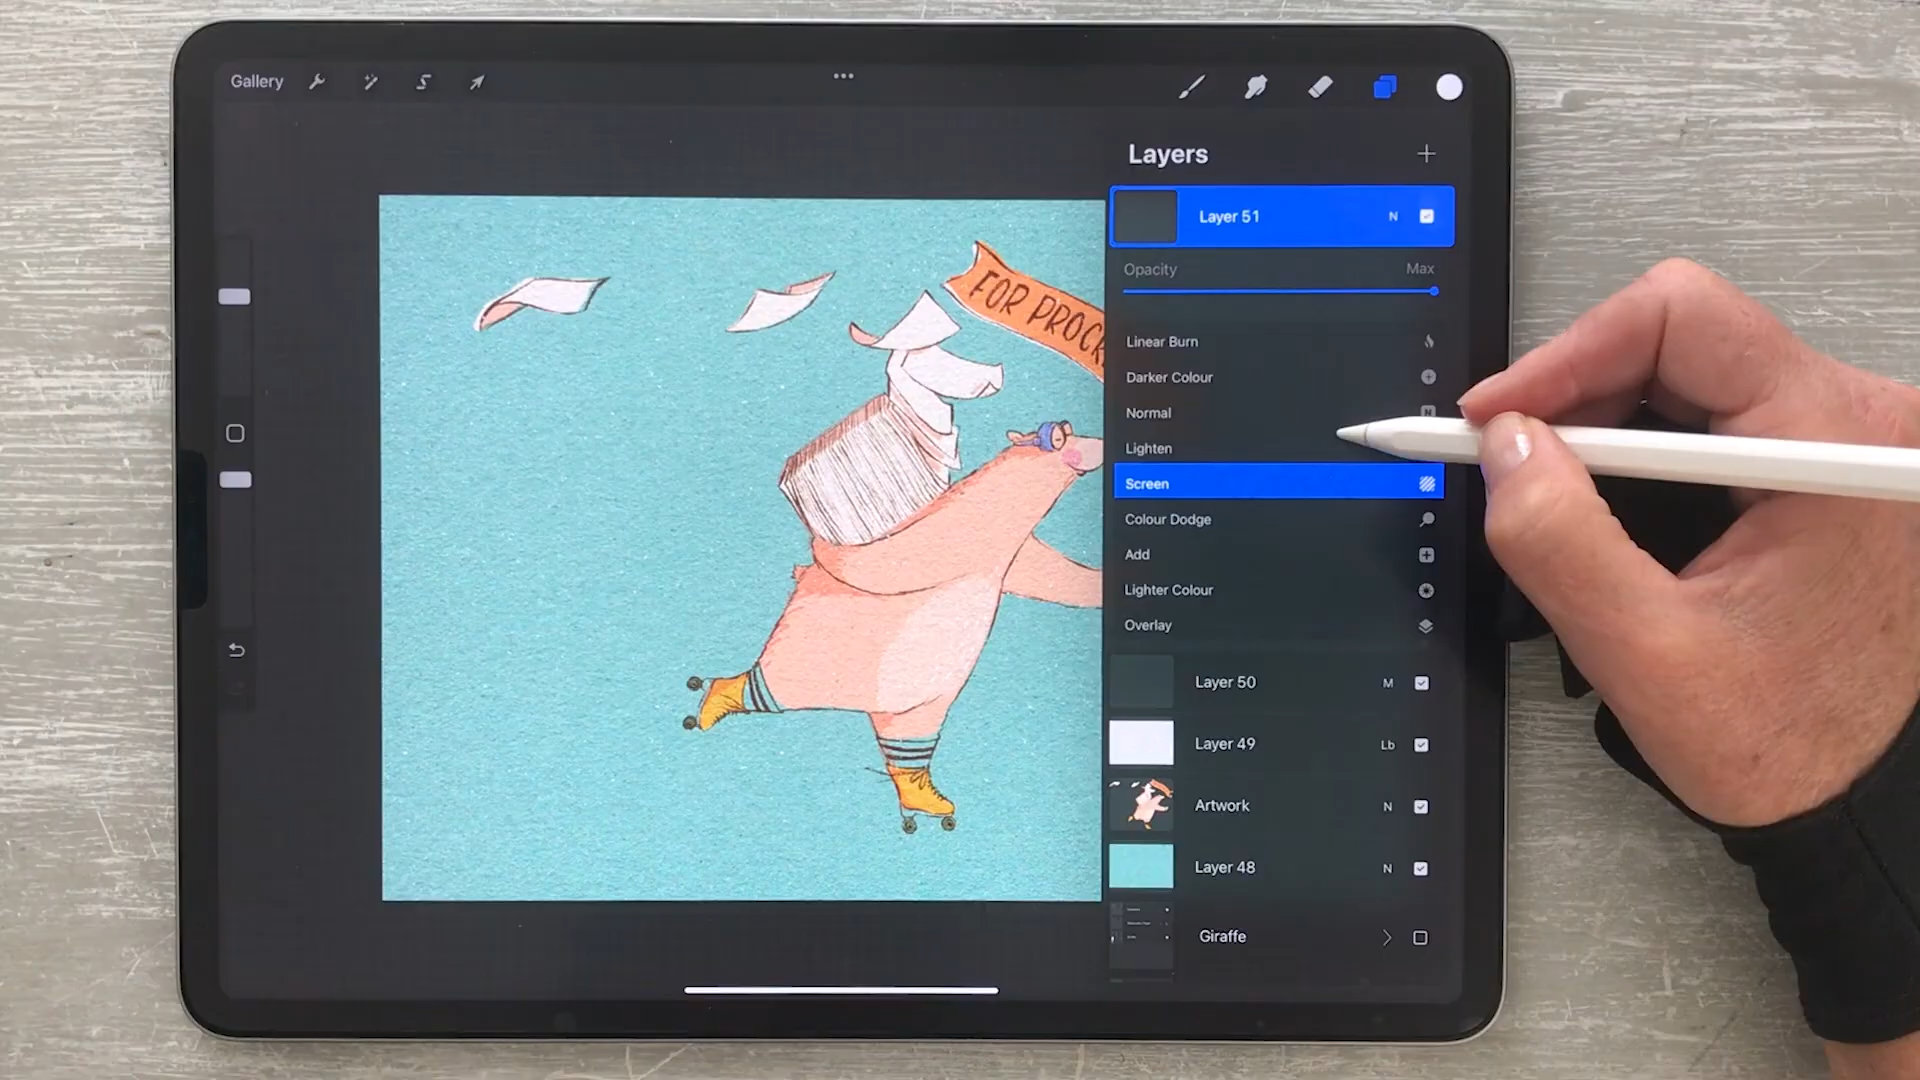 Gallery
Layers
Layer 51 N
Opacity Max
FOR PROCR
Linear Burn
Darker Colour
Normal N
Lighten
Screen
Colour Dodge
Add
Lighter Colour
Overlay
Layer 50 M
Layer 49 Lb
Artwork N
Layer 48 N
Giraffe